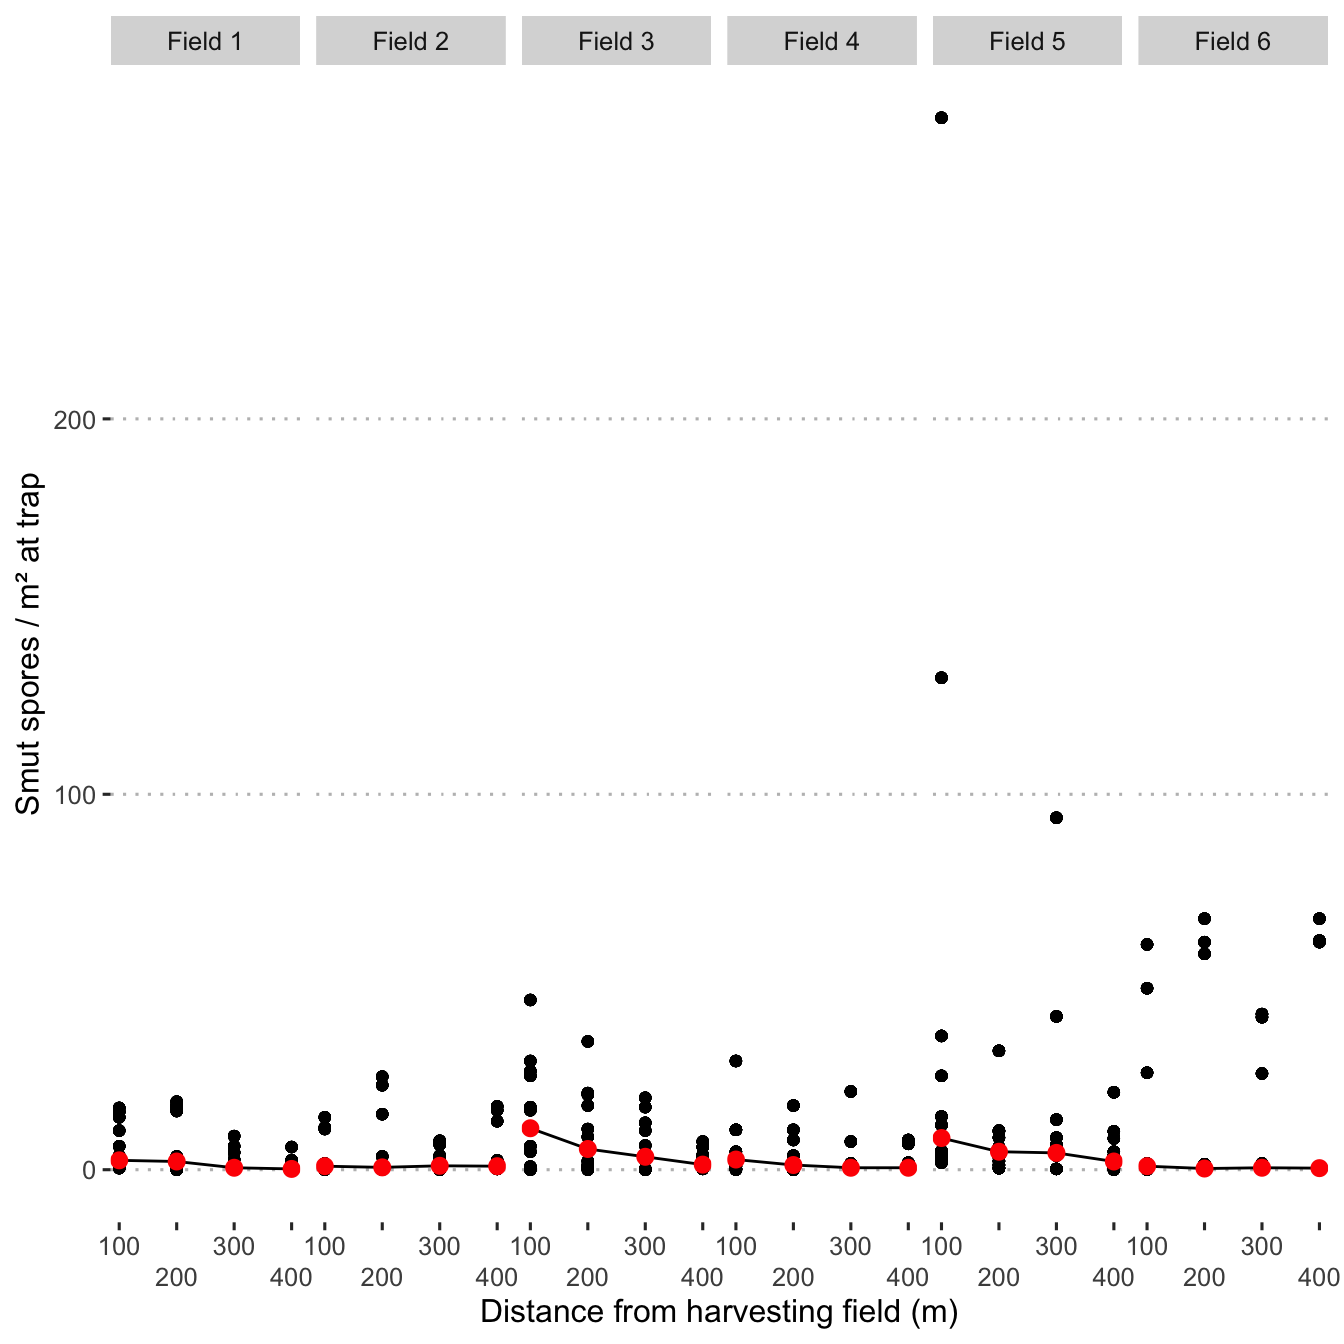 Field 1 Field 2 Field 3 Field 4 Field 5 Field 6
200
100
0
Smut spores / m² at trap
100 300 100 300 100 300 100 300 100 300 100 300
200 400 200 400 200 400 200 400 200 400 200 400
Distance from harvesting field (m)